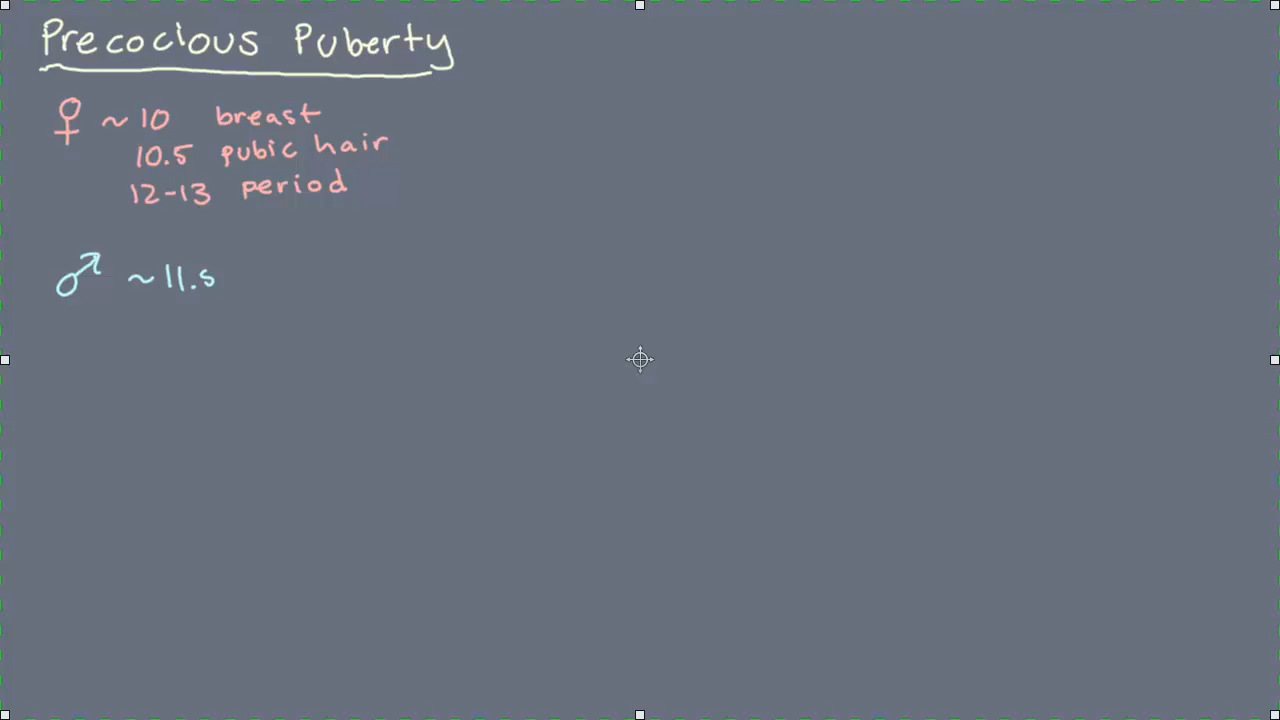 Precocious Puberty
♀ ~ 10 breast
10.5 pubic hair
12-13 period
♂ ~ 11.5